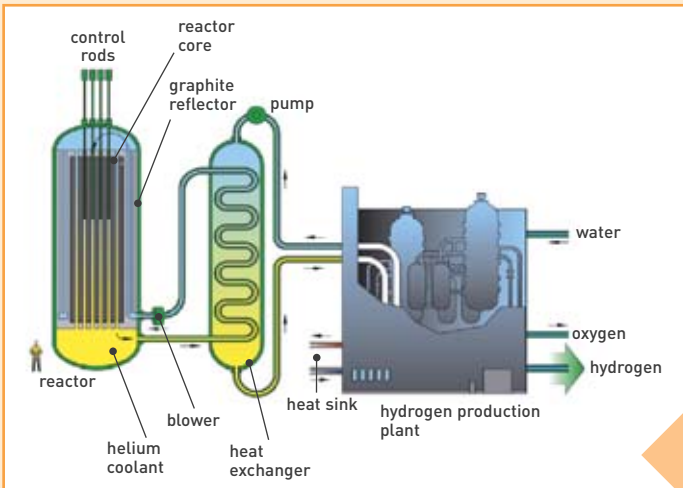 control
rods
reactor
core
graphite
reflector
pump
water
oxygen
hydrogen
reactor
heat sink
hydrogen production
plant
blower
helium
coolant
heat
exchanger